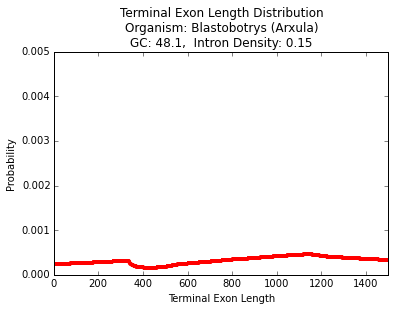 Terminal Exon Length Distribution
Organism: Blastobotrys (Arxula)
GC: 48.1,  Intron Density: 0.15
0.005
0.004
0.003
0.002
0.001
0.000
Probability
0 200 400 600 800 1000 1200 1400
Terminal Exon Length